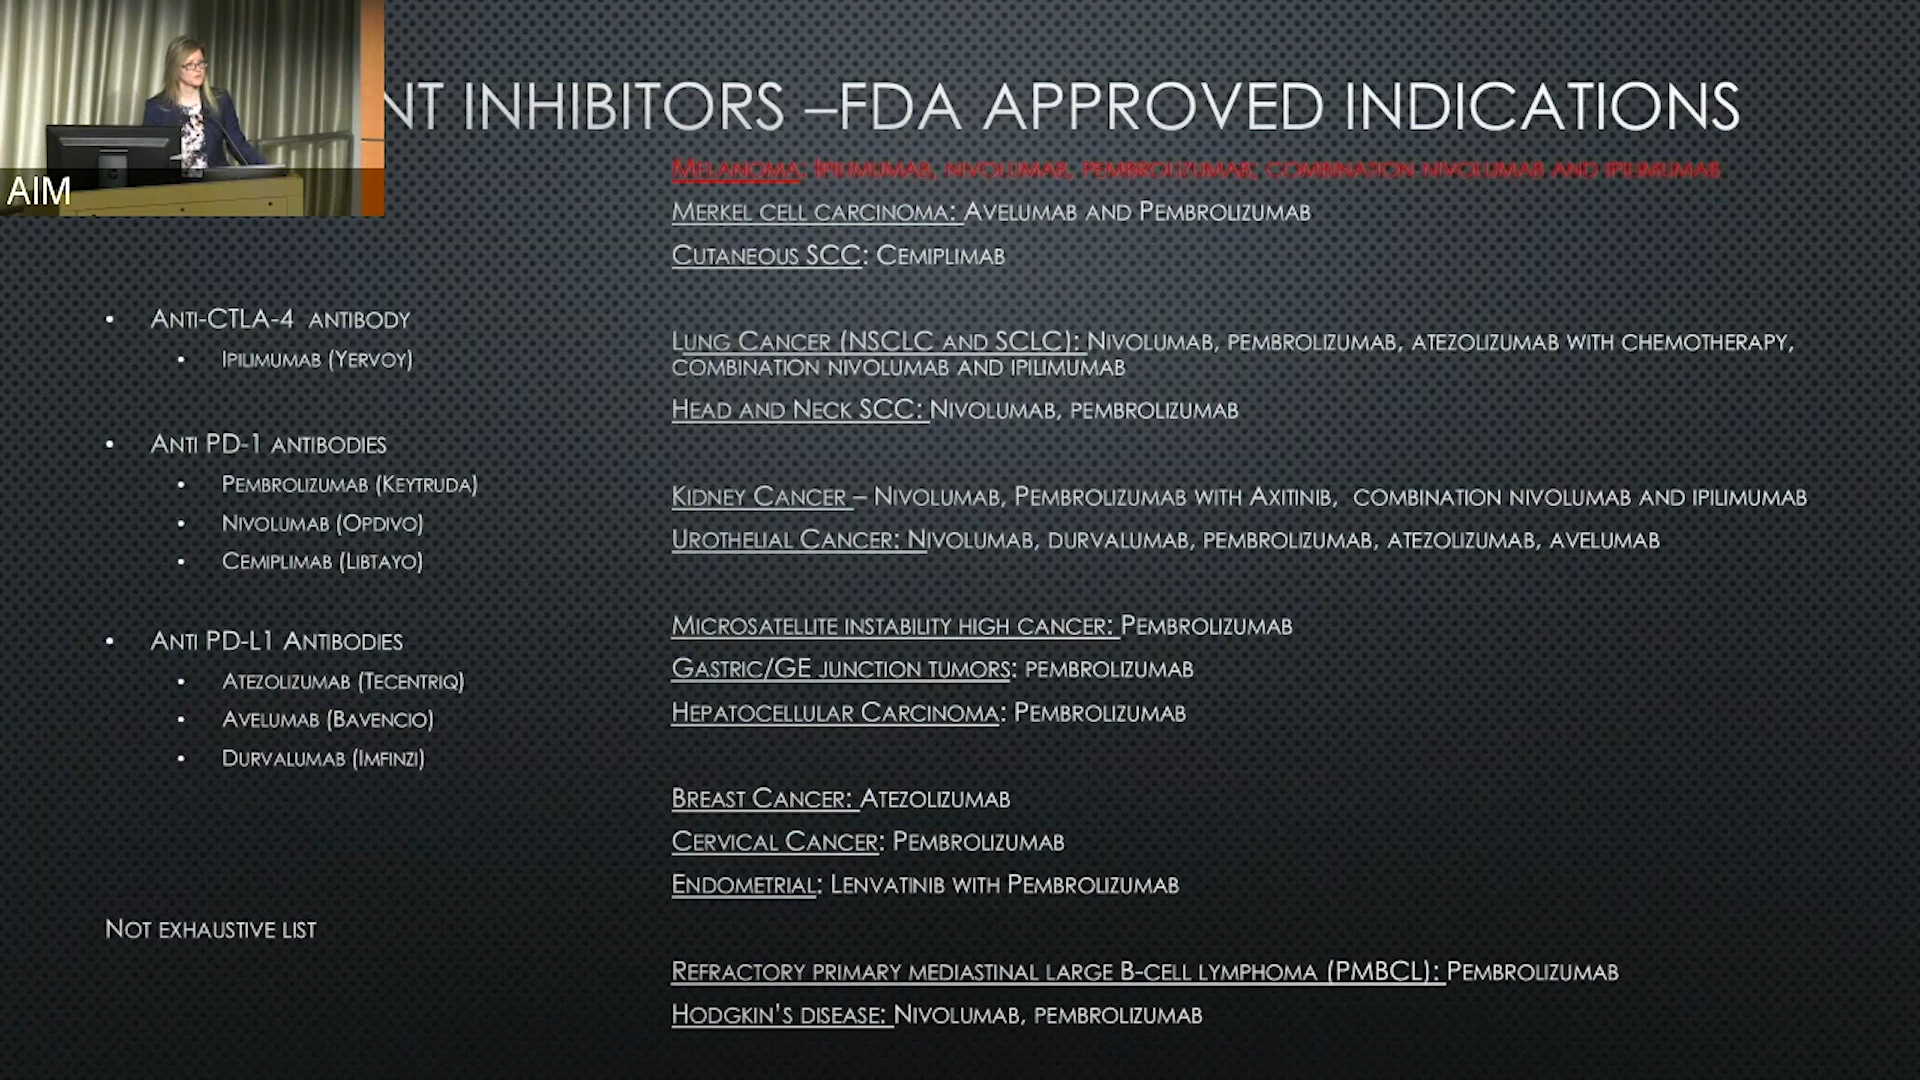 NT INHIBITORS –FDA APPROVED INDICATIONS
AIM
Anti-CTLA-4 antibody
Ipilimumab (Yervoy)
Anti PD-1 antibodies
Pembrolizumab (Keytruda)
Nivolumab (Opdivo)
Cemiplimab (Libtayo)
Anti PD-L1 Antibodies
Atezolizumab (Tecentriq)
Avelumab (Bavencio)
Durvalumab (Imfinzi)
Not exhaustive list
Melanoma: Ipilimumab, nivolumab, pembrolizumab; combination nivolumab and ipilimumab
Merkel cell carcinoma: Avelumab and Pembrolizumab
Cutaneous SCC: Cemiplimab
Lung Cancer (NSCLC and SCLC): Nivolumab, pembrolizumab, atezolizumab with chemotherapy,
combination nivolumab and ipilimumab
Head and Neck SCC: Nivolumab, pembrolizumab
Kidney Cancer – Nivolumab, Pembrolizumab with Axitinib, combination nivolumab and ipilimumab
Urothelial Cancer: Nivolumab, durvalumab, pembrolizumab, atezolizumab, avelumab
Microsatellite instability high cancer: Pembrolizumab
Gastric/GE junction tumors: pembrolizumab
Hepatocellular Carcinoma: Pembrolizumab
Breast Cancer: Atezolizumab
Cervical Cancer: Pembrolizumab
Endometrial: Lenvatinib with Pembrolizumab
Refractory primary mediastinal large B-cell lymphoma (PMBCL): Pembrolizumab
Hodgkin's disease: Nivolumab, pembrolizumab